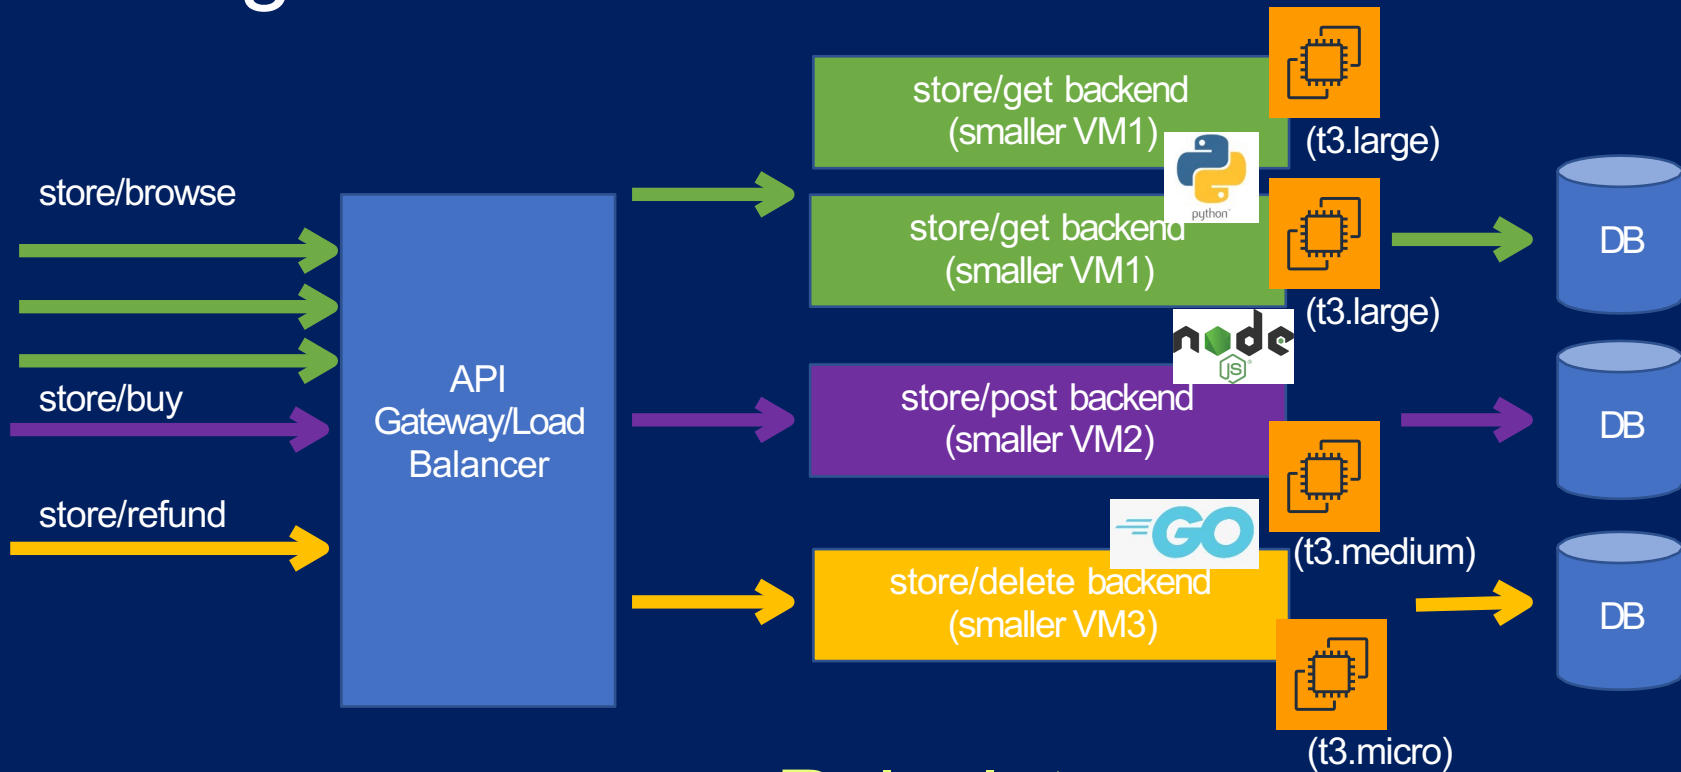 store/browse
store/buy
store/refund
API
Gateway/Load
Balancer
store/get backend
(smaller VM1)
(t3.large)
python
store/get backend
(smaller VM1)
(t3.large)
node
JS
store/post backend
(smaller VM2)
(t3.medium)
GO
store/delete backend
(smaller VM3)
(t3.micro)
DB
DB
DB